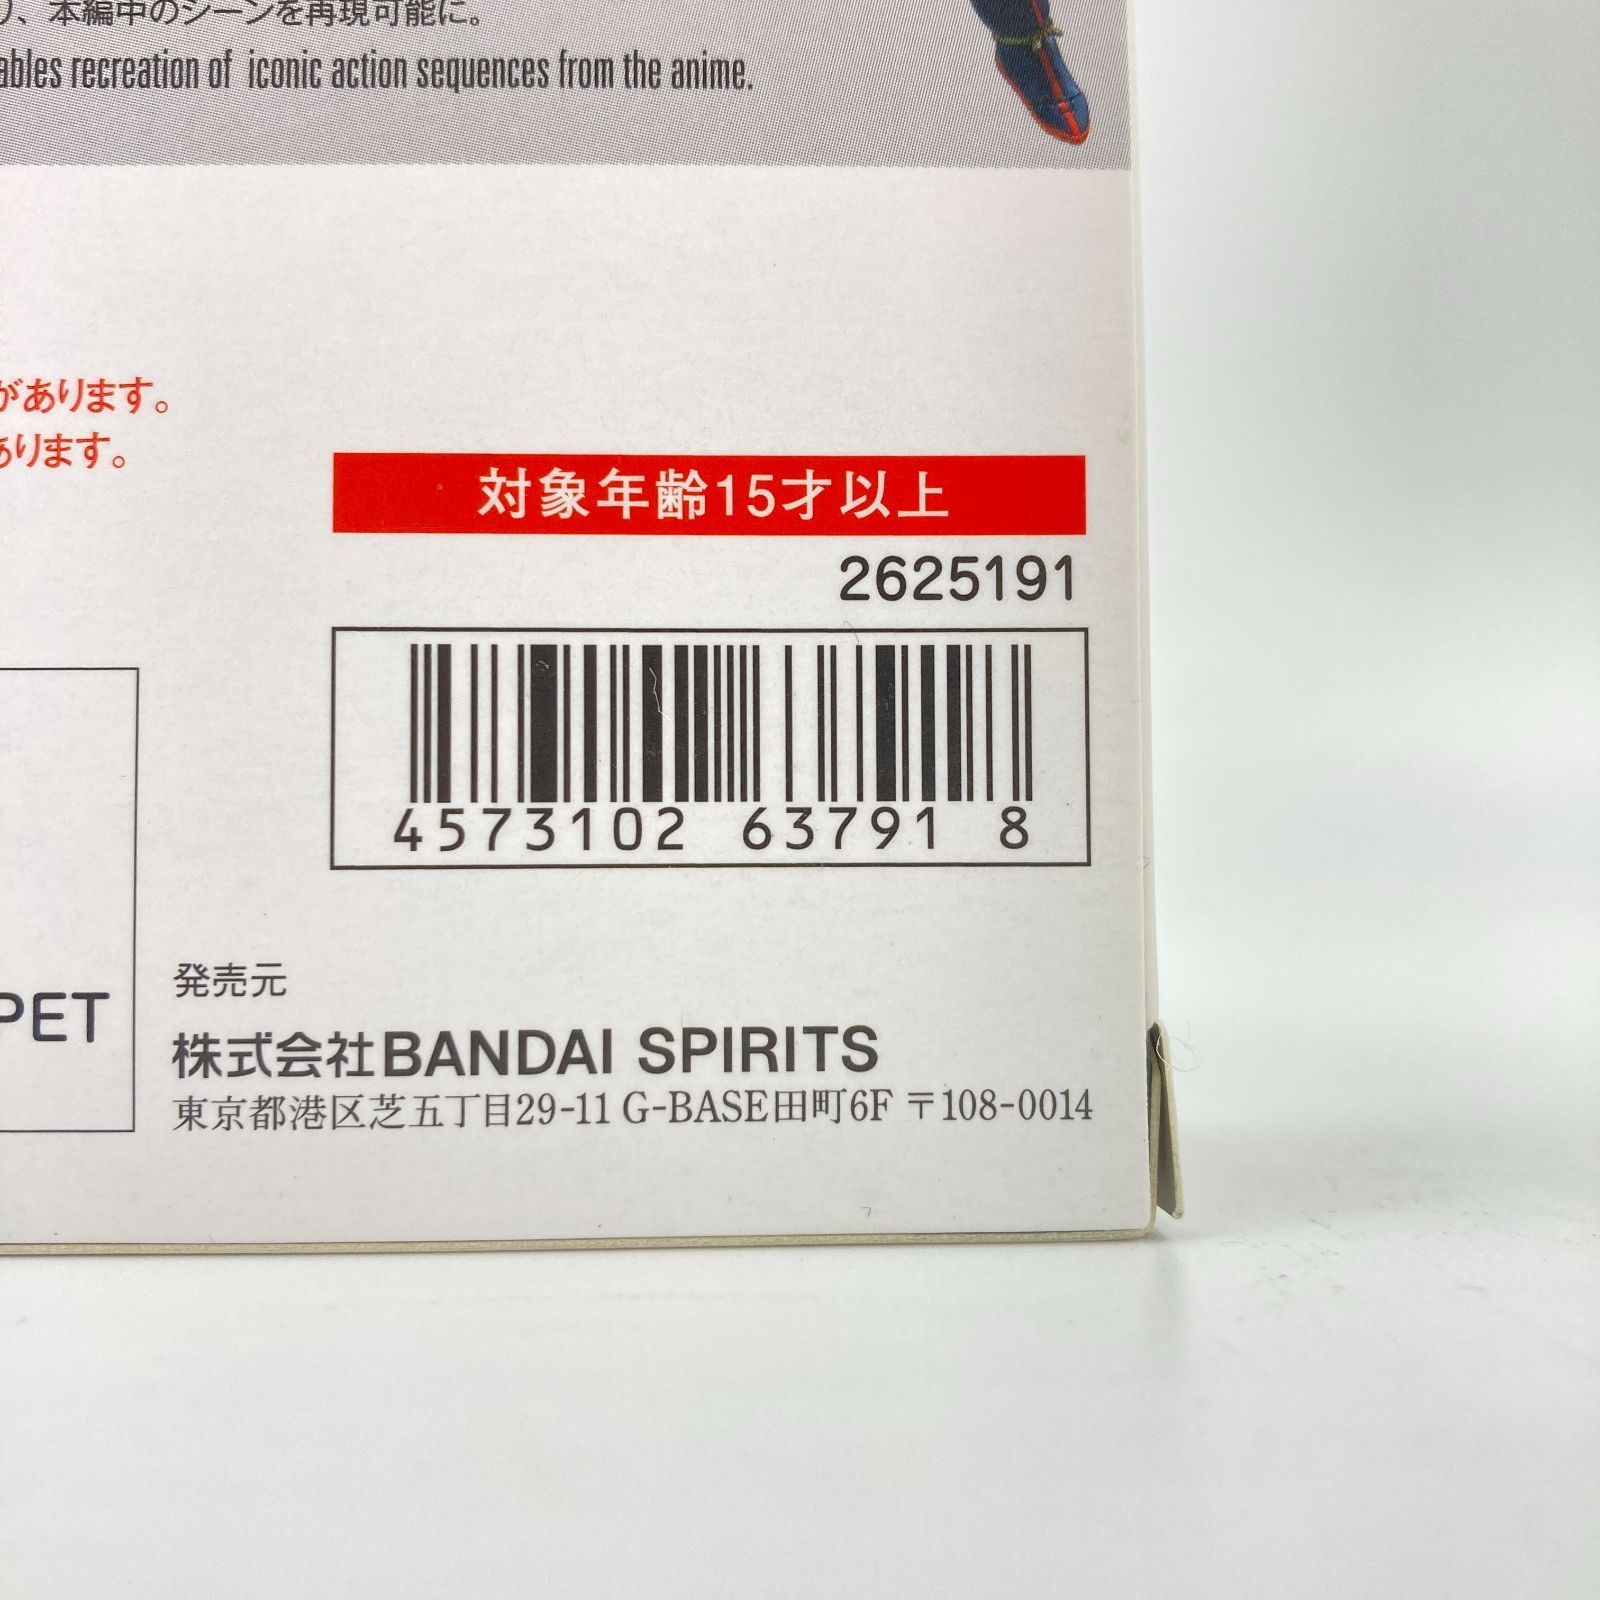 、本編中のシーンを再現可能に。
ables recreation of iconic action sequences from the anime.
があります。
あります。
対象年齢15才以上
2625191
4573102 637918
PET
発売元
株式会社BANDAI SPIRITS
東京都港区芝五丁目29-11 G-BASE田町6F 〒108-0014